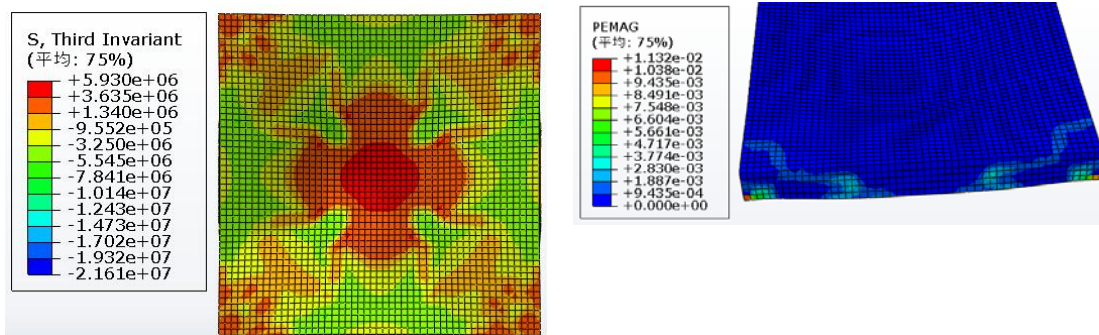 S, Third Invariant
(平均: 75%)
+5.930e+06
+3.635e+06
+1.340e+06
-9.552e+05
-3.250e+06
-5.545e+06
-7.841e+06
-1.014e+07
-1.243e+07
-1.473e+07
-1.702e+07
-1.932e+07
-2.161e+07
PEMAG
(平均: 75%)
+1.132e-02
+1.038e-02
+9.435e-03
+8.491e-03
+7.548e-03
+6.604e-03
+5.661e-03
+4.717e-03
+3.774e-03
+2.830e-03
+1.887e-03
+9.435e-04
+0.000e+00